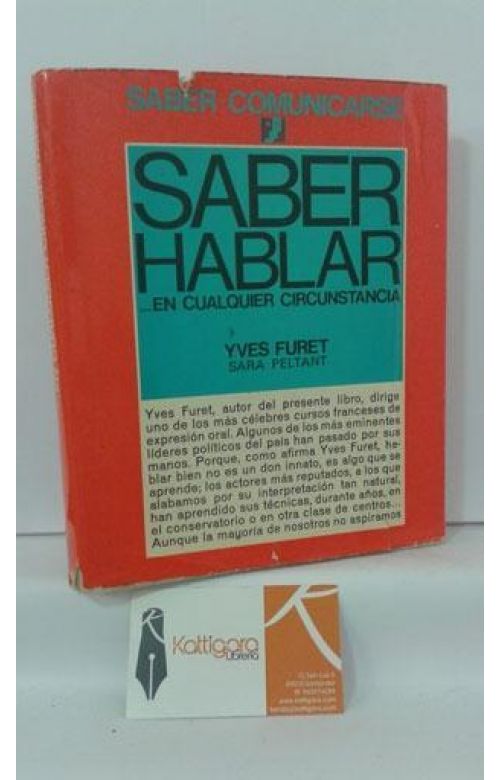 SABER COMUNICARSE
SABER
HABLAR
...EN CUALQUIER CIRCUNSTANCIA
YVES FURET
SARA PELTANT
Yves Furet, autor del presente libro, dirige
uno de los más célebres cursos franceses de
expresión oral. Algunos de los más eminentes
líderes políticos del país han pasado por sus
manos. Porque, como afirma Yves Furet, ha-
blar bien no es un don innato, es algo que se
aprende; los actores más reputados, a los que
alabamos por su interpretación tan natural,
han aprendido sus técnicas, durante años, en
el conservatorio o en otra clase de centros...
Aunque la mayoría de nosotros no aspiramos
Kattigara
Librería
www.kattigara.com